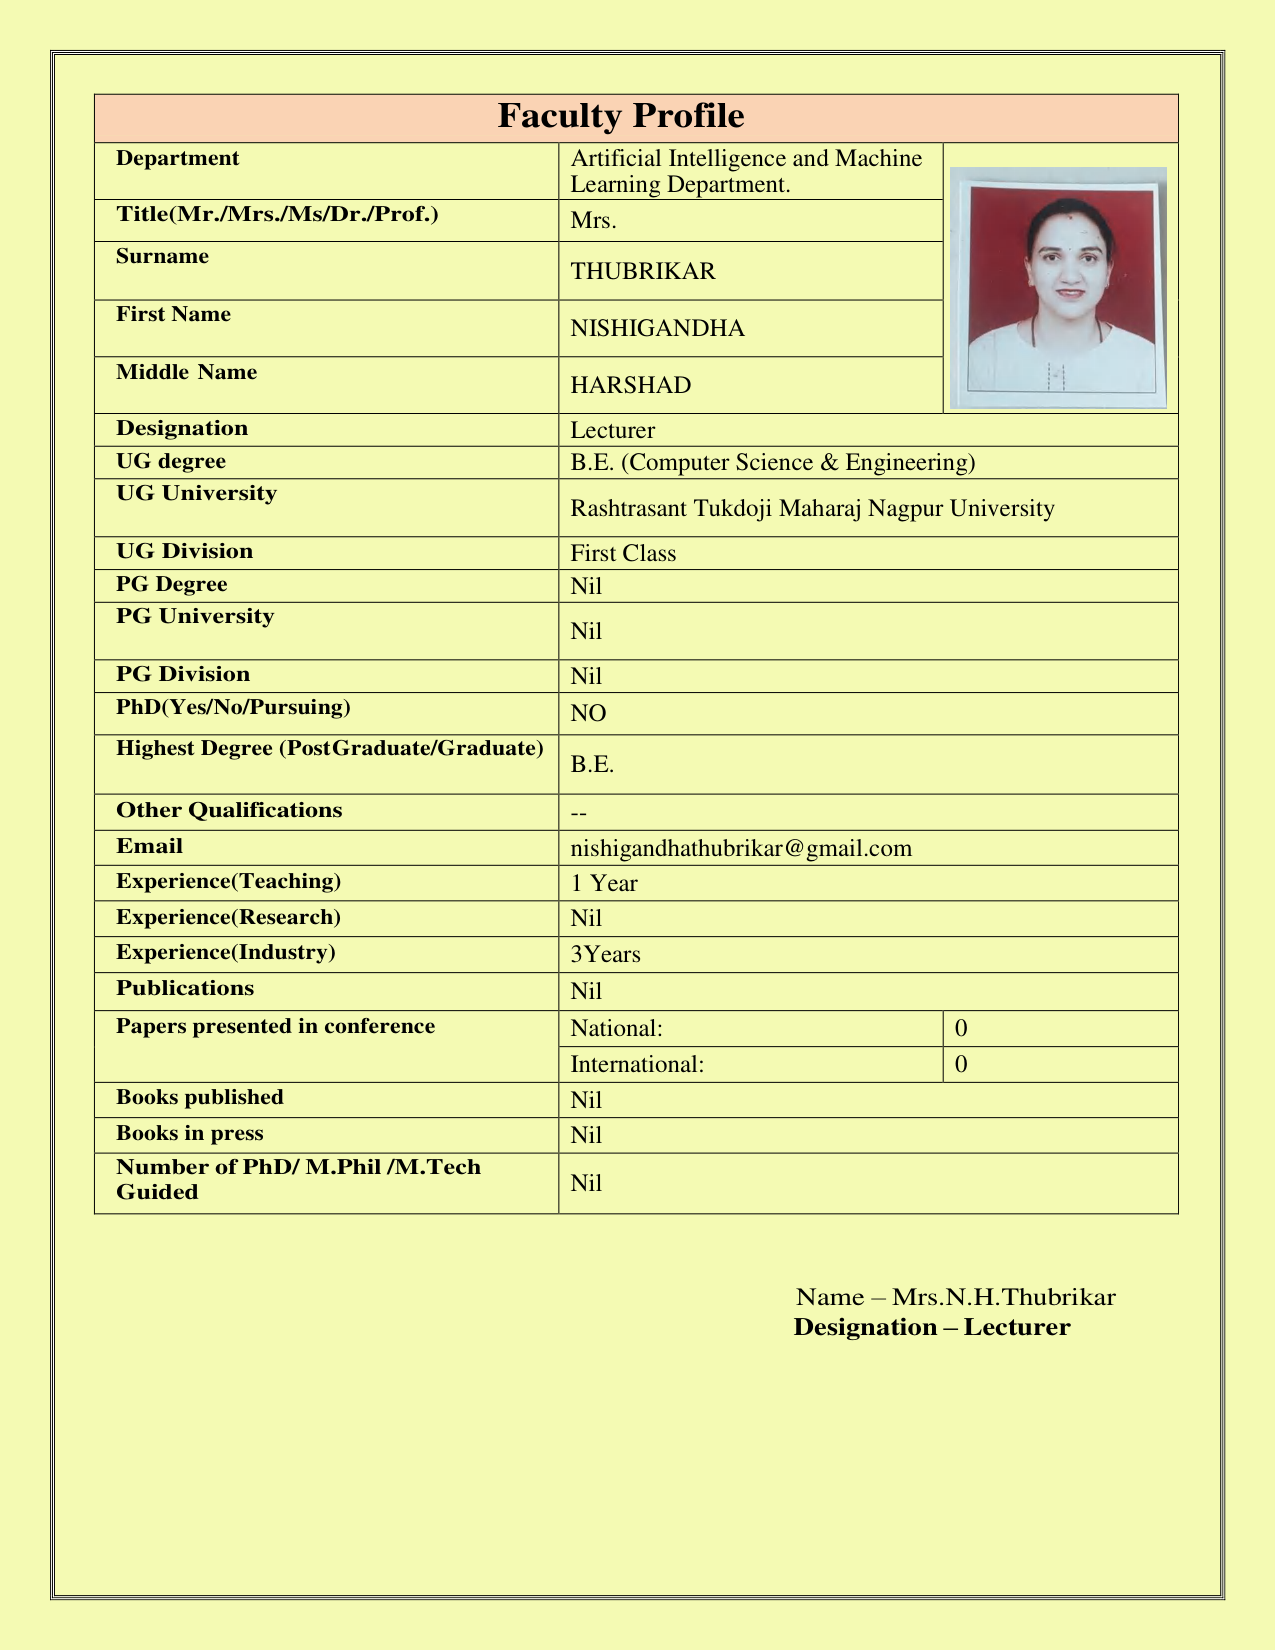 Faculty Profile
Department
Artificial Intelligence and Machine
Learning Department.
Title(Mr./Mrs./Ms/Dr./Prof.)
Mrs.
Surname
THUBRIKAR
First Name
NISHIGANDHA
Middle Name
HARSHAD
Designation
Lecturer
UG degree
B.E. (Computer Science & Engineering)
UG University
Rashtrasant Tukdoji Maharaj Nagpur University
UG Division
First Class
PG Degree
Nil
PG University
Nil
PG Division
Nil
PhD(Yes/No/Pursuing)
NO
Highest Degree (PostGraduate/Graduate)
B.E.
Other Qualifications
--
Email
nishigandhathubrikar@gmail.com
Experience(Teaching)
1 Year
Experience(Research)
Nil
Experience(Industry)
3Years
Publications
Nil
Papers presented in conference
National:
0
International:
0
Books published
Nil
Books in press
Nil
Number of PhD/ M.Phil /M.Tech
Guided
Nil
Name – Mrs.N.H.Thubrikar
Designation – Lecturer